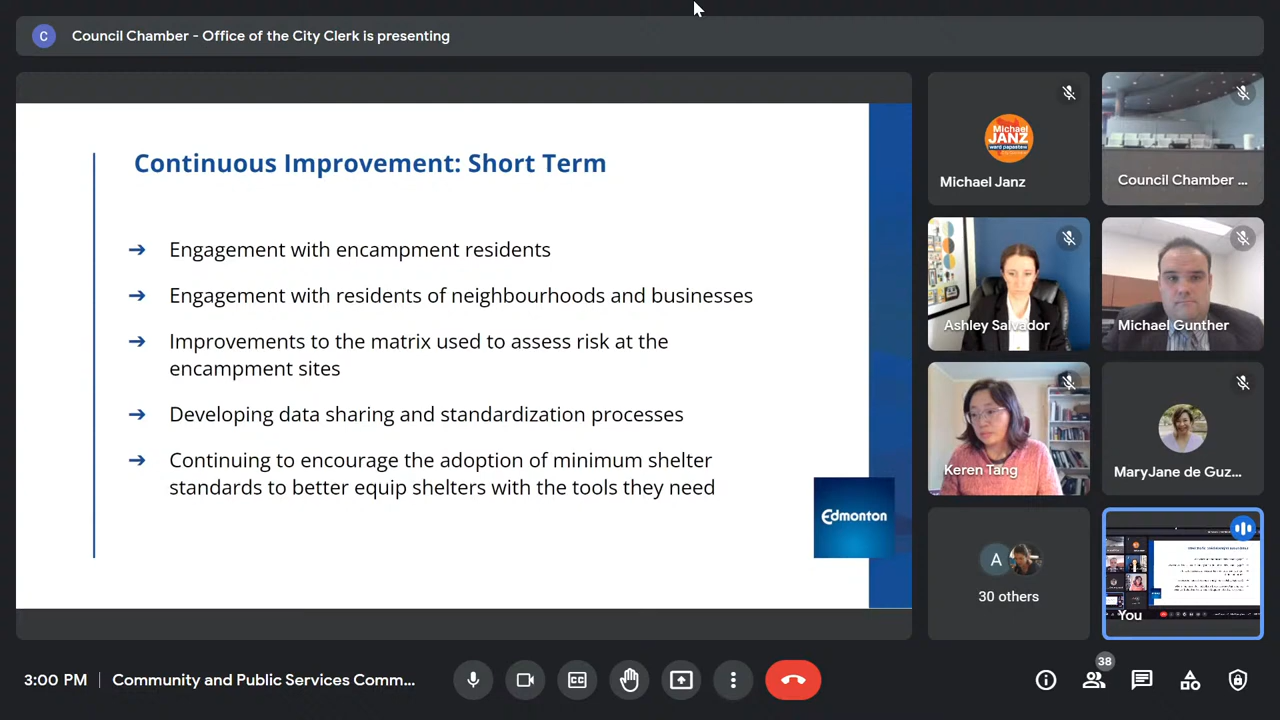 C
Council Chamber - Office of the City Clerk is presenting
Continuous Improvement: Short Term
➔ Engagement with encampment residents
➔ Engagement with residents of neighbourhoods and businesses
➔ Improvements to the matrix used to assess risk at the
encampment sites
➔ Developing data sharing and standardization processes
➔ Continuing to encourage the adoption of minimum shelter
standards to better equip shelters with the tools they need
Edmonton
Michael
JANZ
Michael Janz
Council Chamber ...
Ashley Salvador
Michael Gunther
Keren Tang
MaryJane de Guz...
A
30 others
You
3:00 PM
Community and Public Services Comm...
38